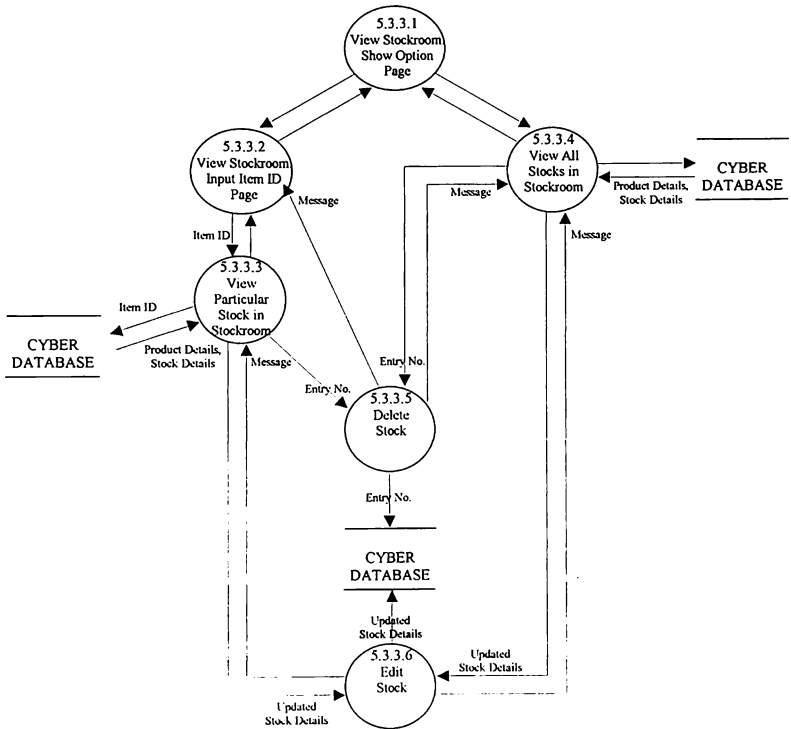 5.3.3.1
View Stockroom
Show Option
Page
5.3.3.2
View Stockroom
Input Item ID
Page
5.3.3.4
View All
Stocks in
Stockroom
CYBER
DATABASE
Product Details,
Stock Details
Message
Message
Message
Item ID
5.3.3.3
View
Particular
Stock in
Stockroom
Item ID
CYBER
DATABASE
Product Details,
Stock Details
Message
Entry No.
Entry No.
5.3.3.5
Delete
Stock
Entry No.
CYBER
DATABASE
Updated
Stock Details
5.3.3.6
Edit
Stock
Updated
Stock Details
Updated
Stock Details